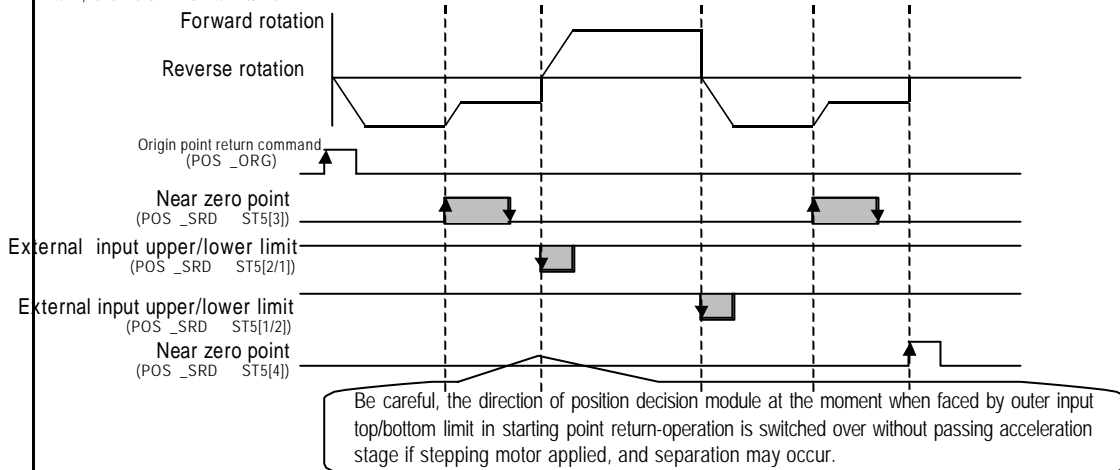 Forward rotation
Reverse rotation
Origin point return command
(POS _ORG)
Near zero point
(POS _SRD ST5[3])
External input upper/lower limit
(POS _SRD ST5[2/1])
External input upper/lower limit
(POS _SRD ST5[1/2])
Near zero point
(POS _SRD ST5[4])
Be careful, the direction of position decision module at the moment when faced by outer input
top/bottom limit in starting point return-operation is switched over without passing acceleration
stage if stepping motor applied, and separation may occur.